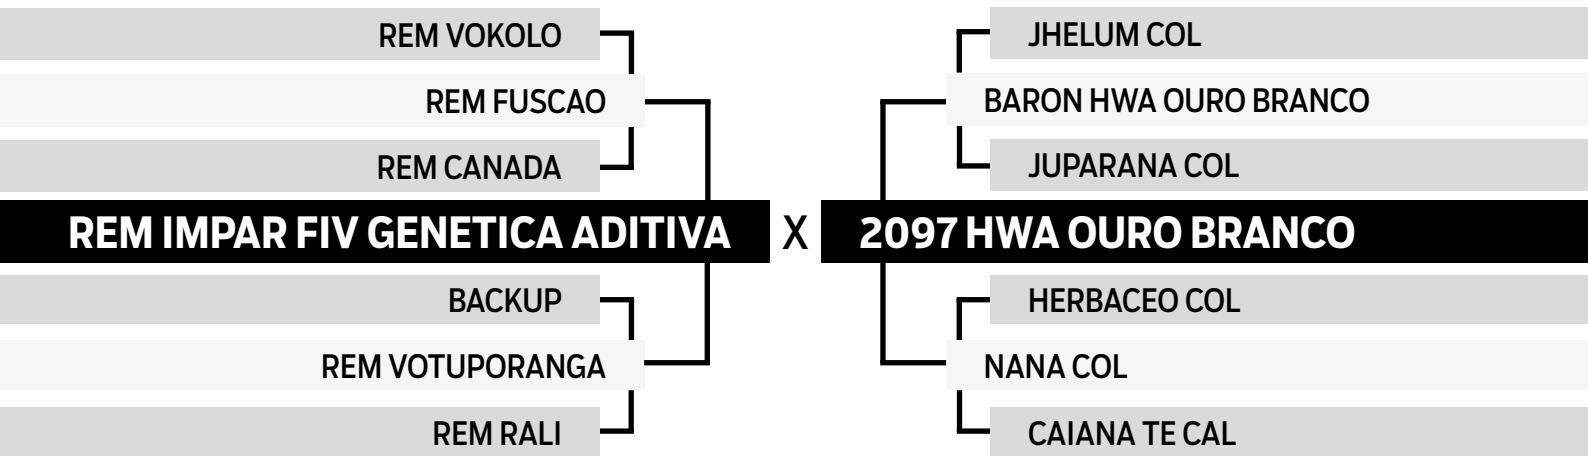 REM VOKOLO
REM FUSCAO
REM CANADA
REM IMPAR FIV GENETICA ADITIVA
BACKUP
REM VOTUPORANGA
REM RALI
X
JHELUM COL
BARON HWA OURO BRANCO
JUPARANA COL
2097 HWA OURO BRANCO
HERBACEO COL
NANA COL
CAIANA TE CAL